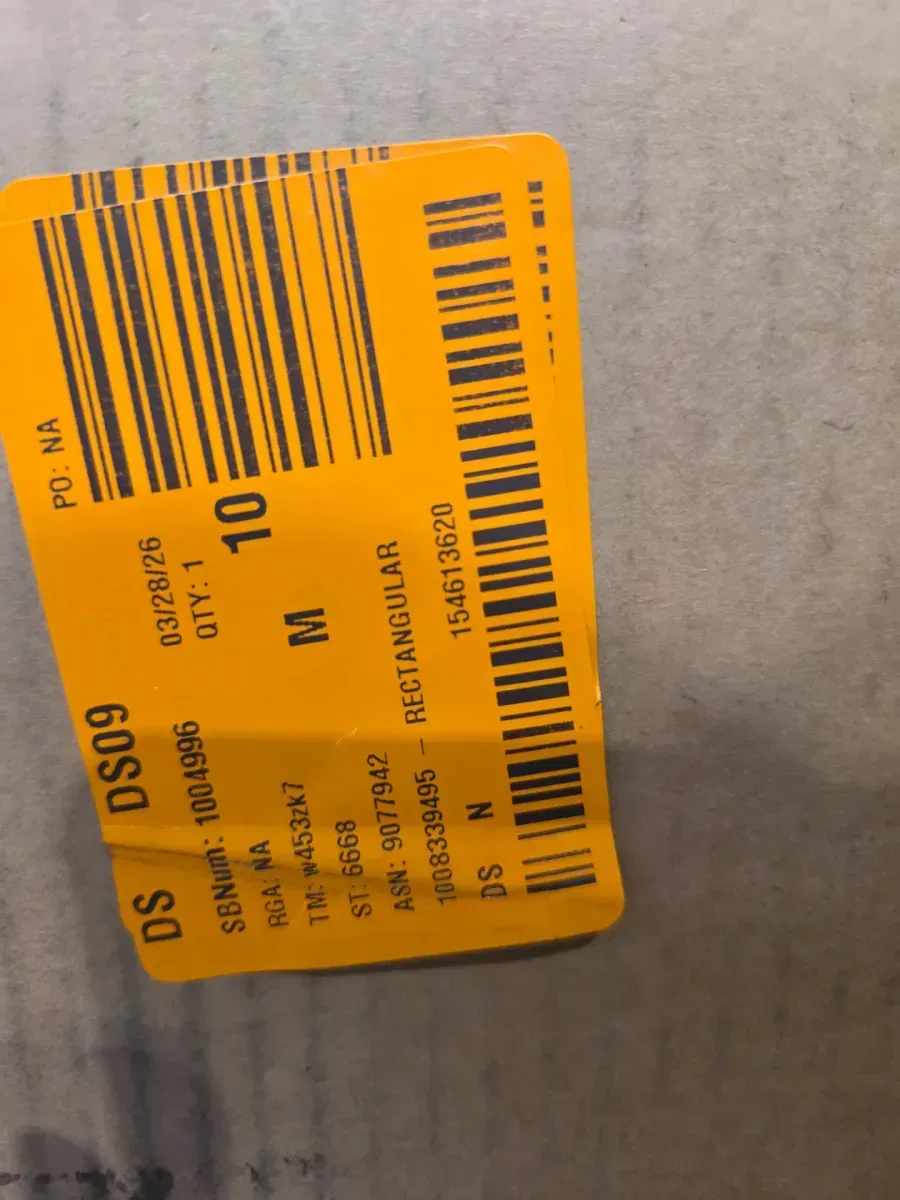 DS DS09 PO: NA
SBNum: 1004996 03/28/26
RGA: NA QTY: 1
TM: w453zk7 10
ST: 6668 M
ASN: 9077942
1008339495 – RECTANGULAR
DS N 154613620